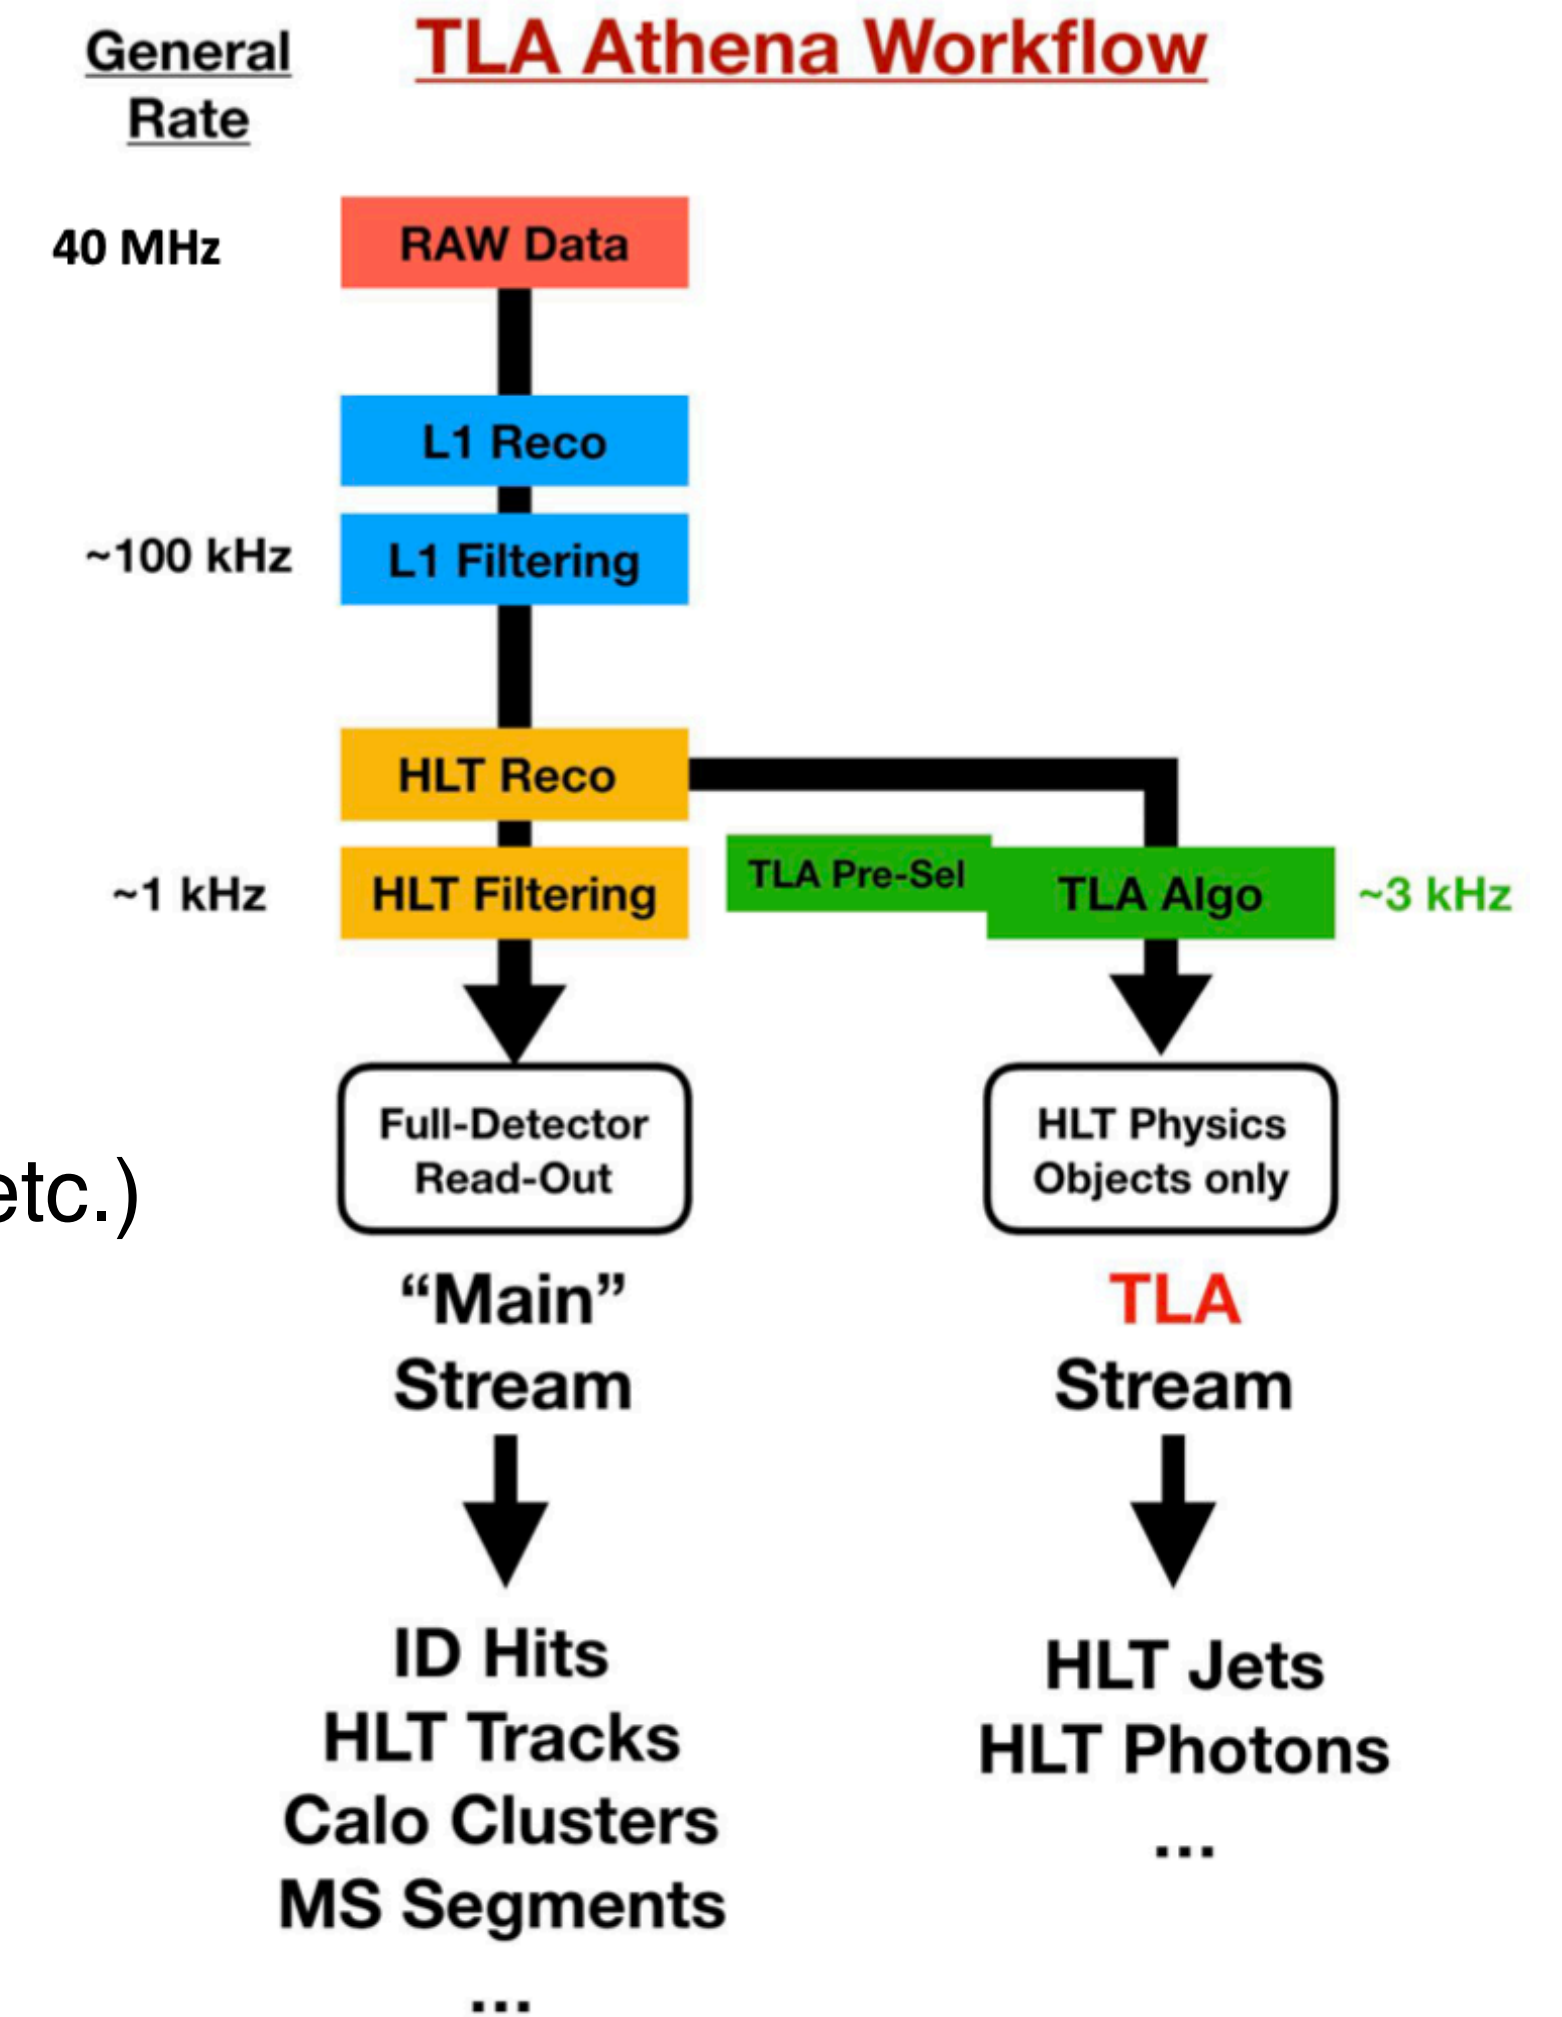 General
Rate
TLA Athena Workflow
40 MHz
RAW Data
L1 Reco
~100 kHz
L1 Filtering
HLT Reco
~1 kHz
HLT Filtering
TLA Pre-Sel
TLA Algo
~3 kHz
Full-Detector
Read-Out
HLT Physics
Objects only
etc.)
“Main”
Stream
TLA
Stream
ID Hits
HLT Tracks
Calo Clusters
MS Segments
...
HLT Jets
HLT Photons
...